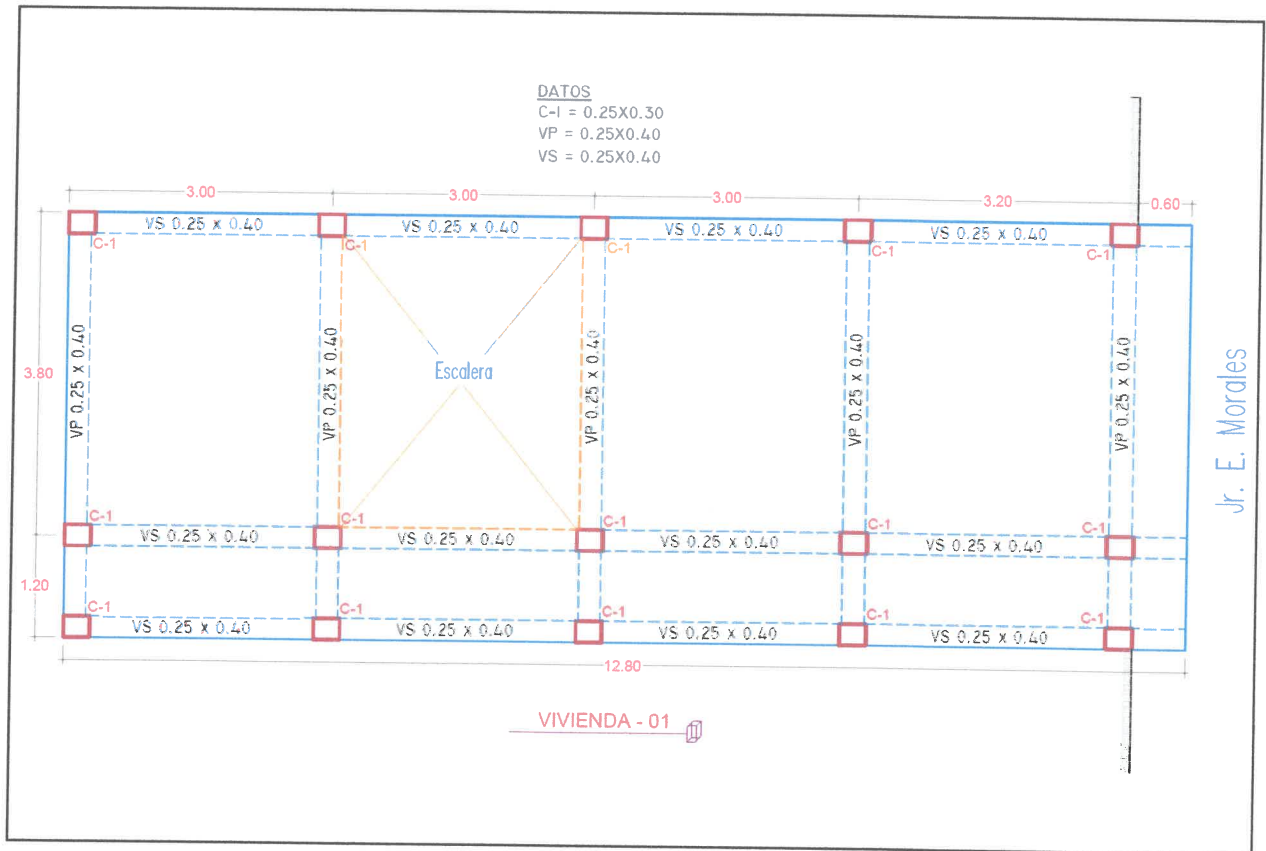 DATOS
C-1 = 0.25X0.30
VP = 0.25X0.40
VS = 0.25X0.40
3.00 3.00 3.00 3.20 0.60
VS 0.25 x 0.40 VS 0.25 x 0.40 VS 0.25 x 0.40 VS 0.25 x 0.40
C-1 C-1 C-1 C-1 C-1
3.80
VP 0.25 x 0.40
VP 0.25 x 0.40
Escalera
VP 0.25 x 0.40
VP 0.25 x 0.40
VP 0.25 x 0.40
Jr. E. Morales
C-1 C-1 C-1 C-1 C-1
VS 0.25 x 0.40 VS 0.25 x 0.40 VS 0.25 x 0.40 VS 0.25 x 0.40
1.20
C-1 C-1 C-1 C-1 C-1
VS 0.25 x 0.40 VS 0.25 x 0.40 VS 0.25 x 0.40 VS 0.25 x 0.40
12.80
VIVIENDA - 01